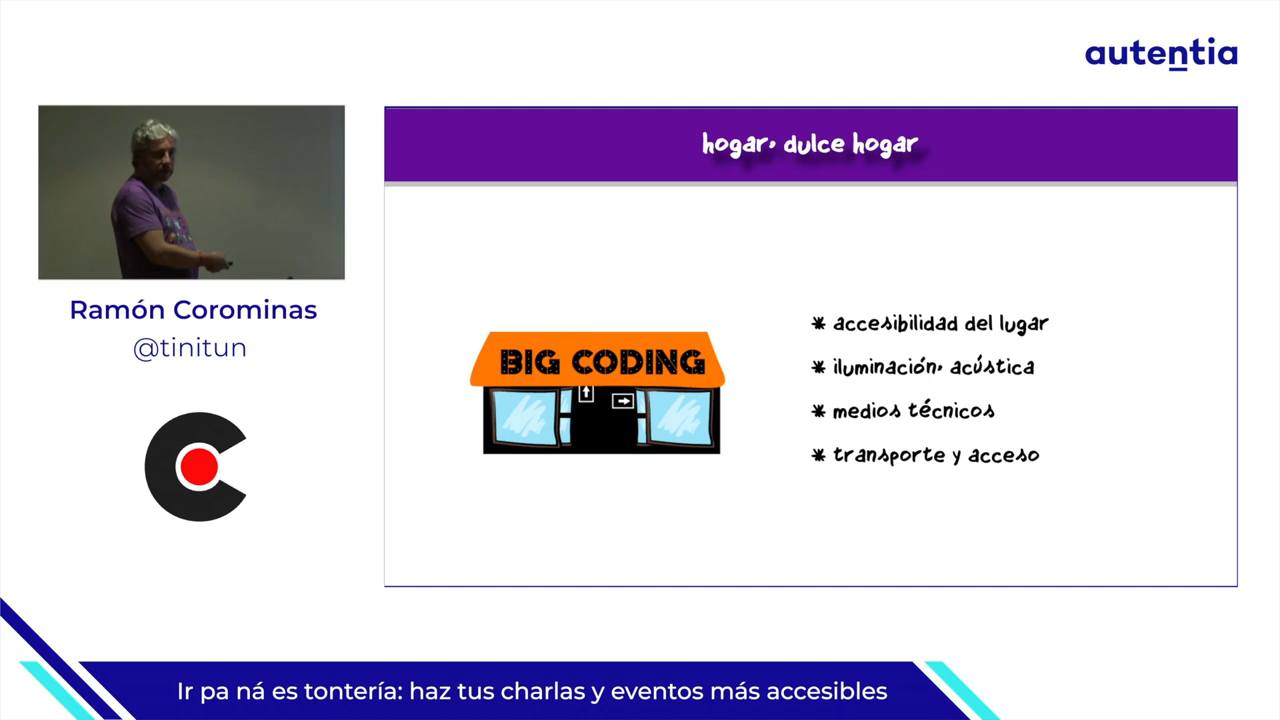 autentia
hogar, dulce hogar
Ramón Corominas
@tinitun
BIG CODING
* accesibilidad del lugar
* iluminación, acústica
* medios técnicos
* transporte y acceso
Ir pa ná es tontería: haz tus charlas y eventos más accesibles